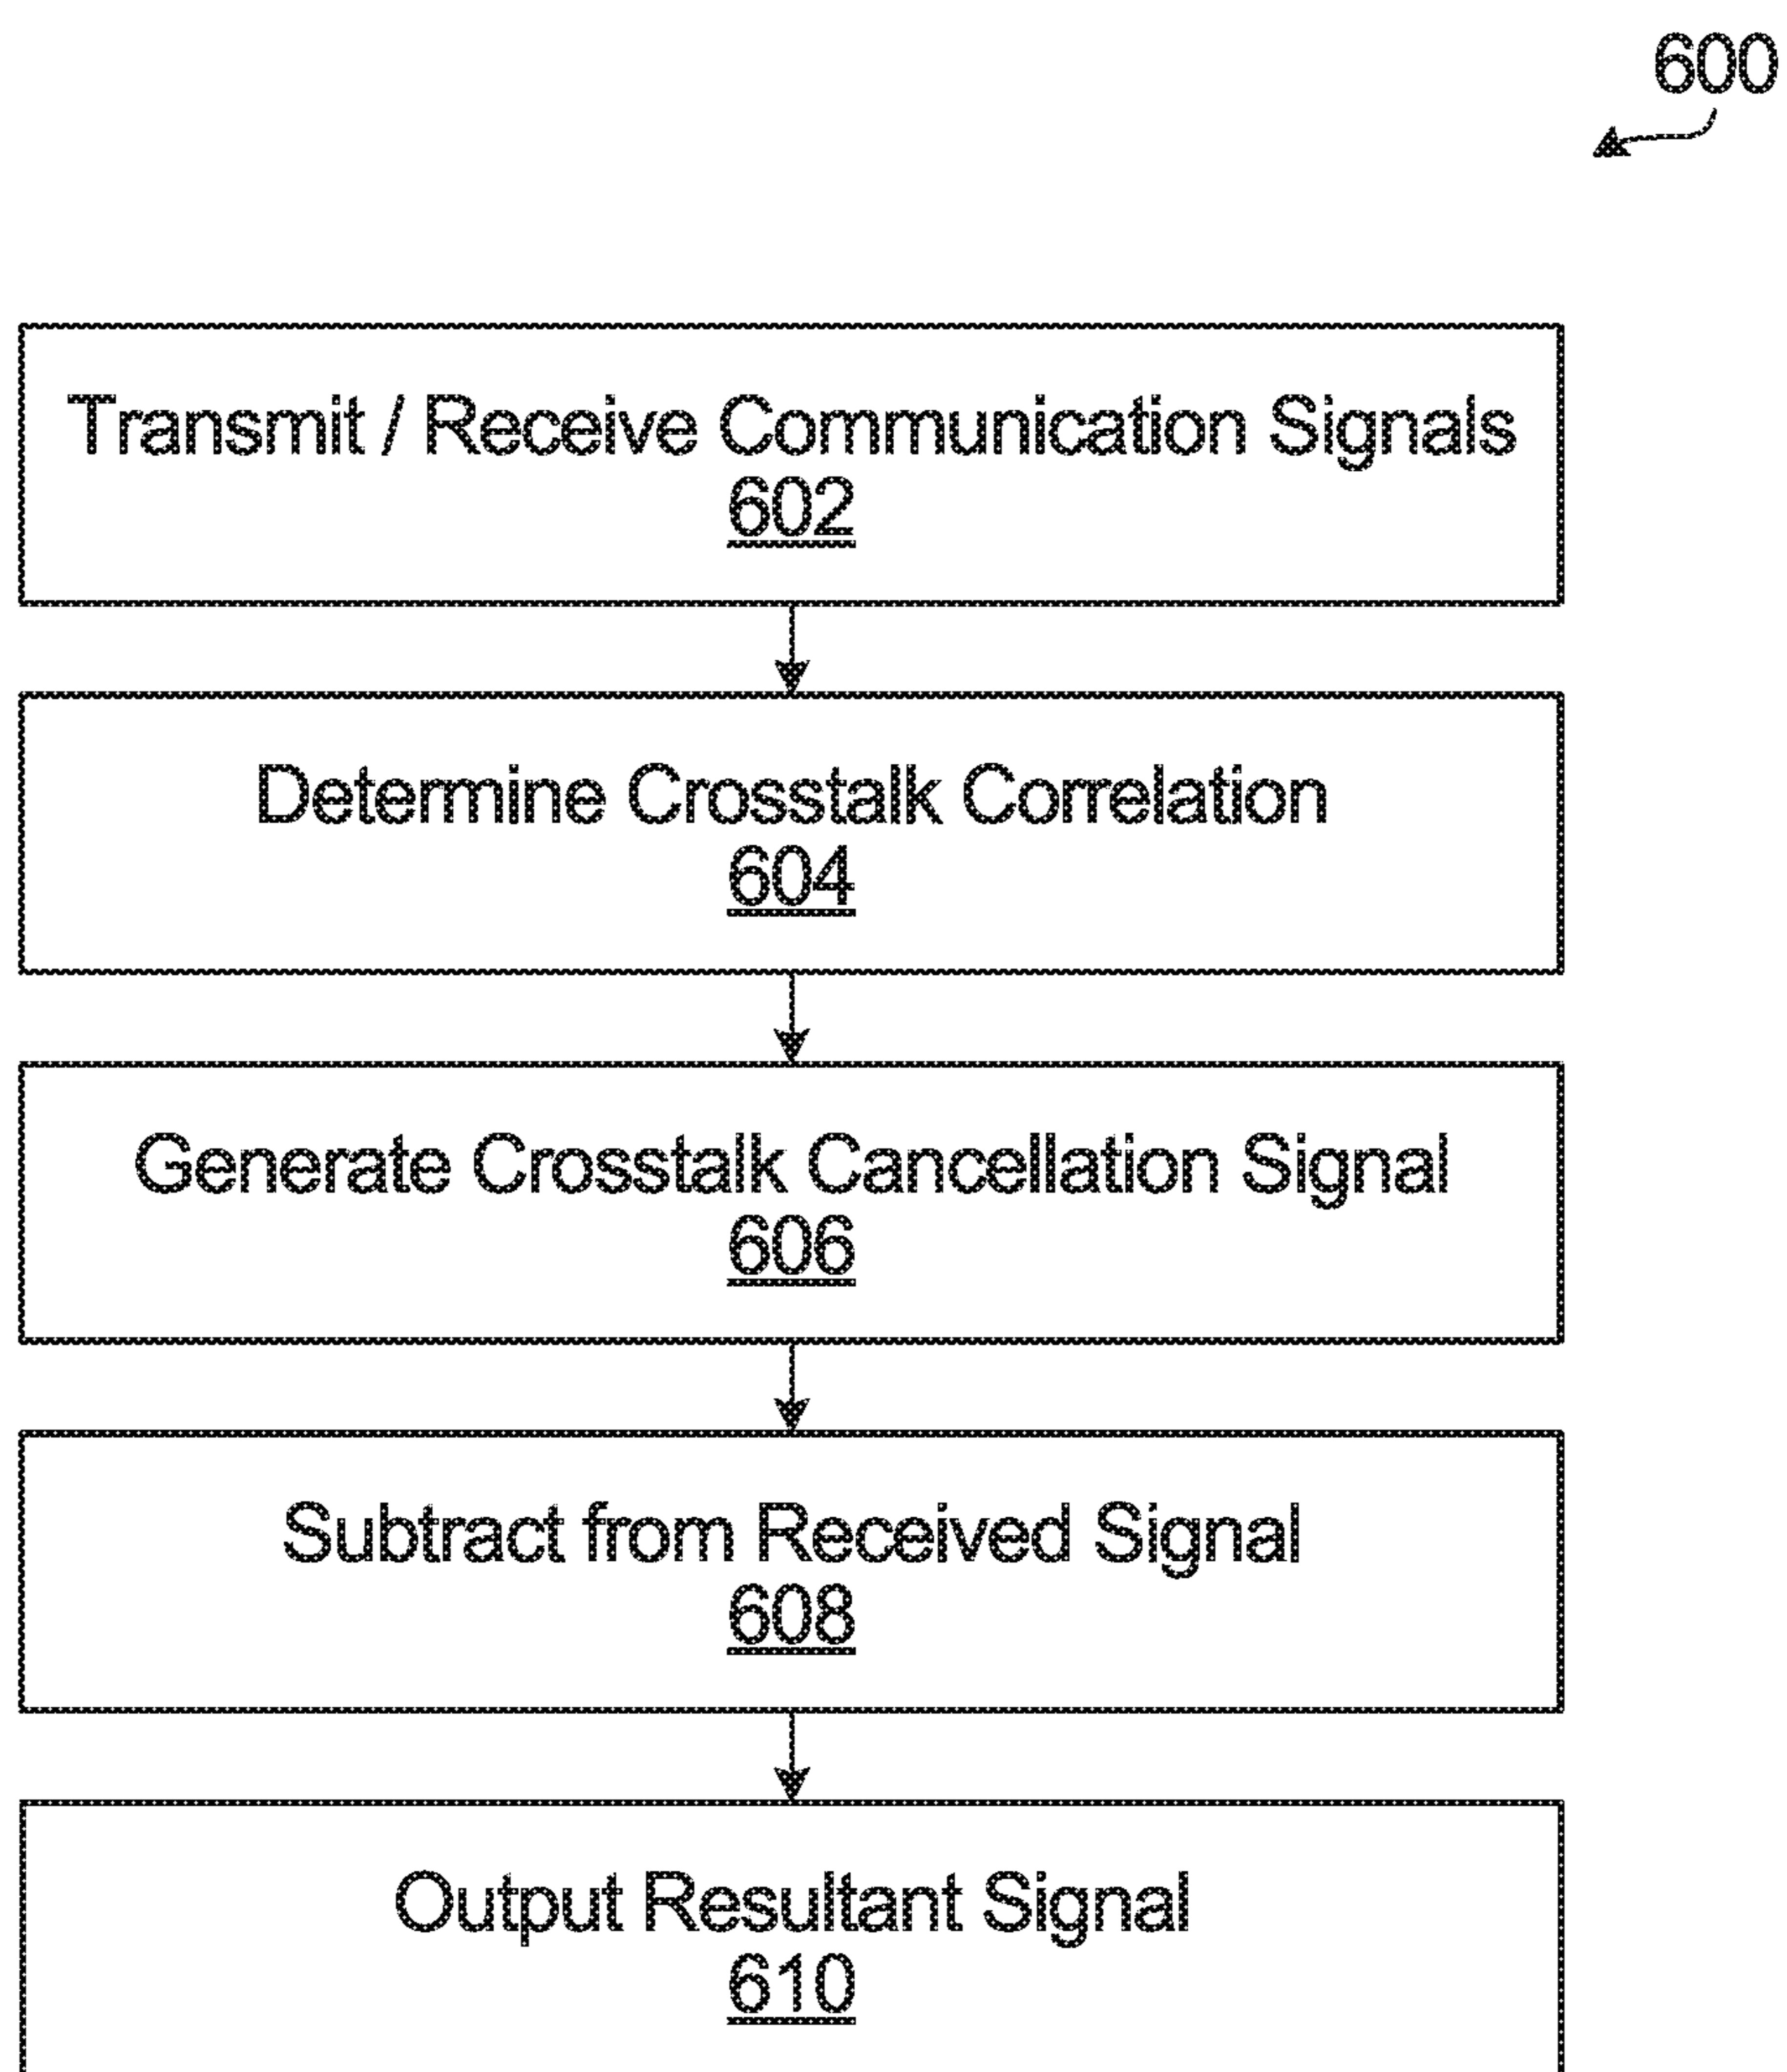 600
Transmit / Receive Communication Signals
602
Determine Crosstalk Correlation
604
Generate Crosstalk Cancellation Signal
606
Subtract from Received Signal
608
Output Resultant Signal
610